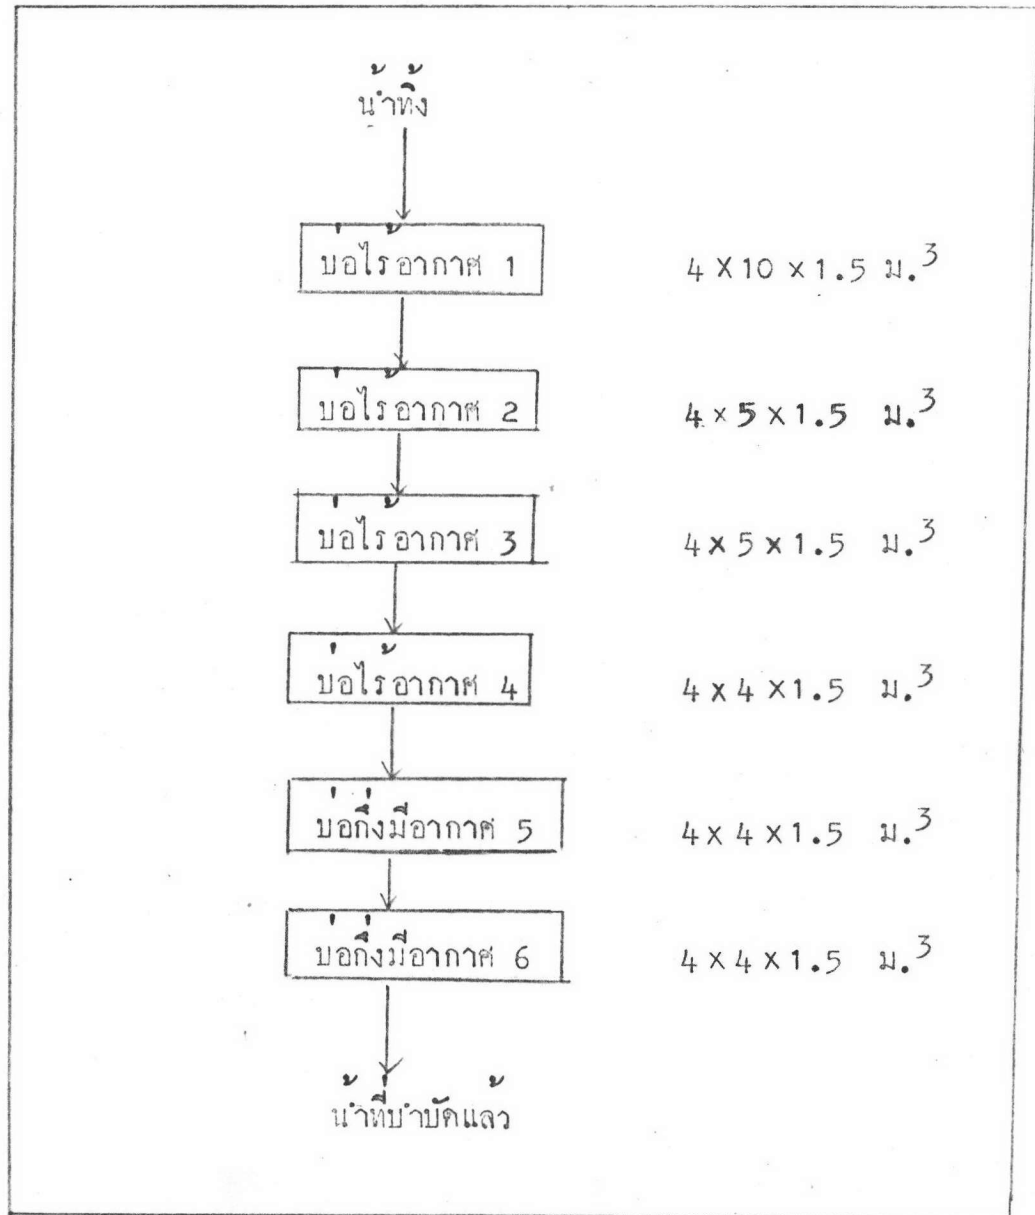 น้ำทิ้ง
บ่อไร้อากาศ 1 4 × 10 × 1.5 ม.³
บ่อไร้อากาศ 2 4 × 5 × 1.5 ม.³
บ่อไร้อากาศ 3 4 × 5 × 1.5 ม.³
บ่อไร้อากาศ 4 4 × 4 × 1.5 ม.³
บ่อกึ่งมีอากาศ 5 4 × 4 × 1.5 ม.³
บ่อกึ่งมีอากาศ 6 4 × 4 × 1.5 ม.³
น้ำที่บำบัดแล้ว